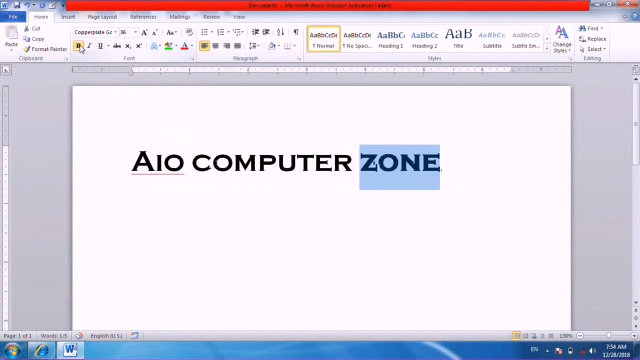 Document1 - Microsoft Word (Product Activation Failed)
File Home Insert Page Layout References Mailings Review View
Cut
Copy
Format Painter
Paste
Clipboard
Copperplate Go 36
Font
Paragraph
AaBbCcDc AaBbCcDc AaBbC AaBbCc AaB AaBbCc AaBbCcDc
¶ Normal ¶ No Spaci... Heading 1 Heading 2 Title Subtitle Subtle Em...
Styles
Change Styles
Find
Replace
Select
Editing
Aio computer zone
Page: 1 of 1 Words: 1/5 English (U.S.) 130%
EN 7:54 AM
12/28/2018